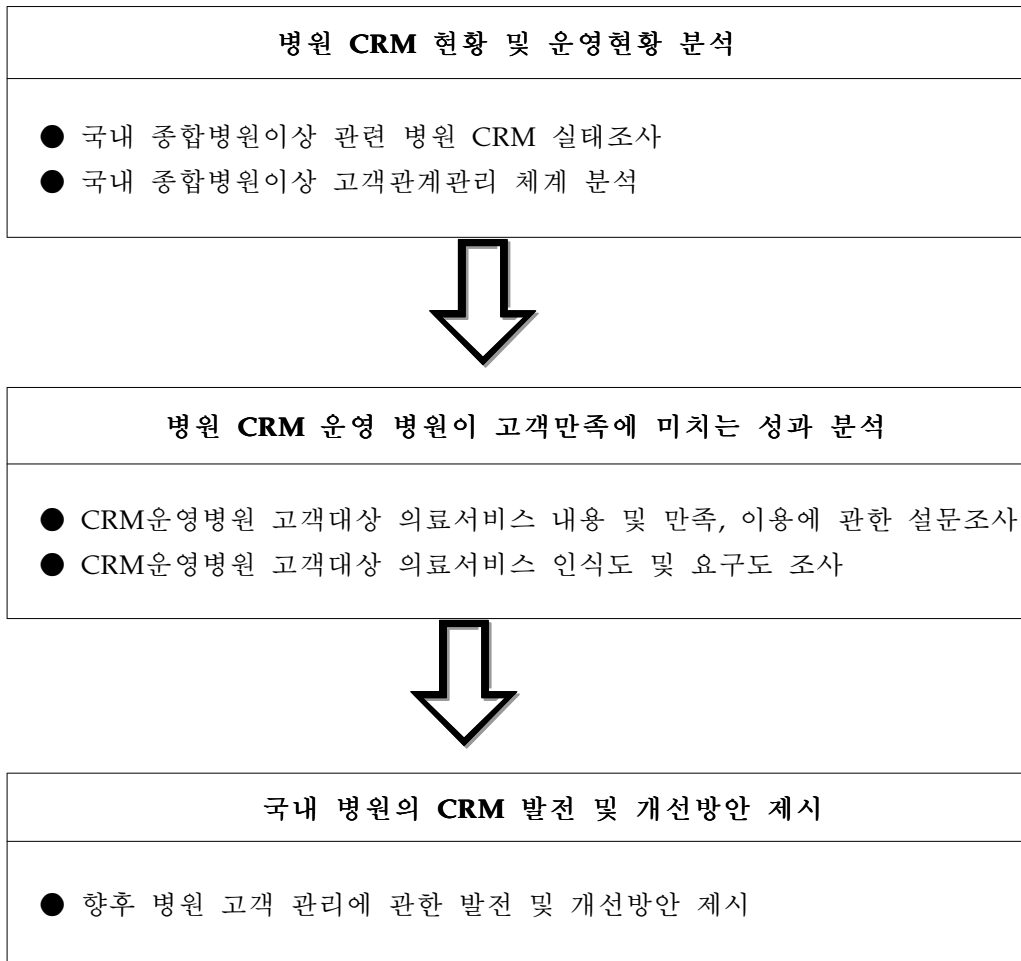 병원 CRM 현황 및 운영현황 분석
● 국내 종합병원이상 관련 병원 CRM 실태조사
● 국내 종합병원이상 고객관계관리 체계 분석
병원 CRM 운영 병원이 고객만족에 미치는 성과 분석
● CRM운영병원 고객대상 의료서비스 내용 및 만족, 이용에 관한 설문조사
● CRM운영병원 고객대상 의료서비스 인식도 및 요구도 조사
국내 병원의 CRM 발전 및 개선방안 제시
● 향후 병원 고객 관리에 관한 발전 및 개선방안 제시